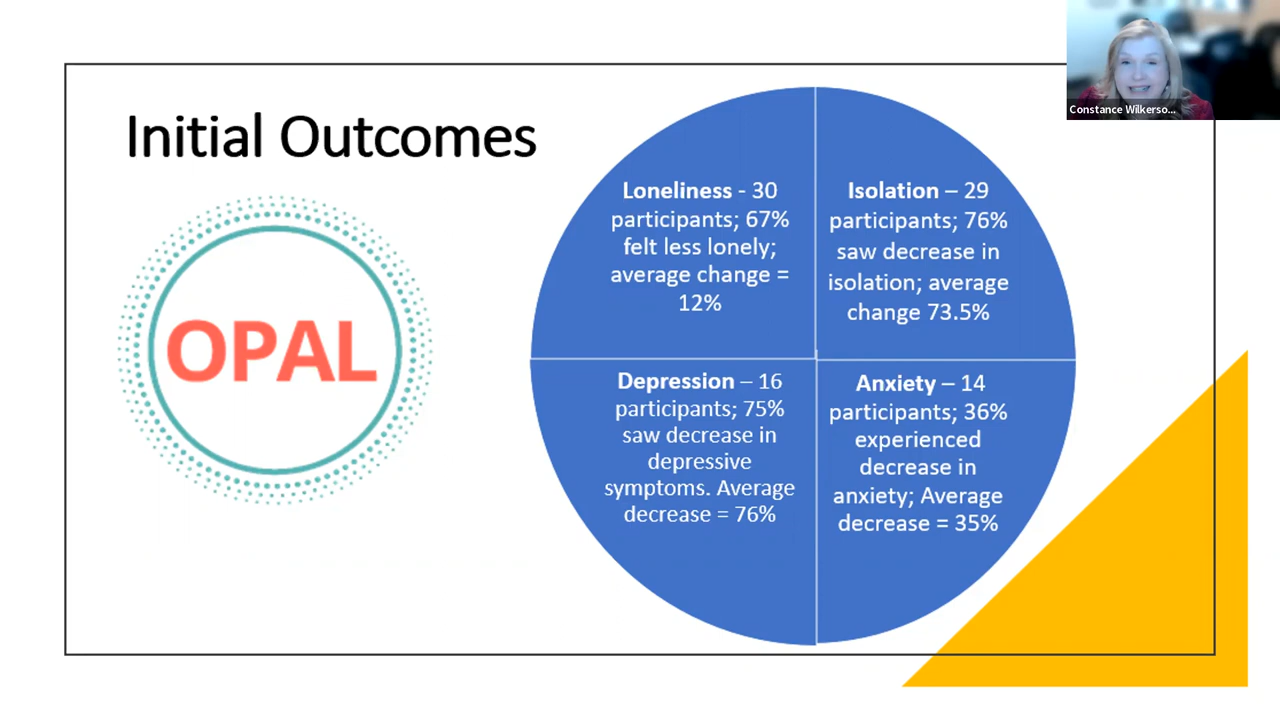 Constance Wilkerso...
Initial Outcomes
OPAL
Loneliness - 30
participants; 67%
felt less lonely;
average change =
12%
Isolation – 29
participants; 76%
saw decrease in
isolation; average
change 73.5%
Depression – 16
participants; 75%
saw decrease in
depressive
symptoms. Average
decrease = 76%
Anxiety – 14
participants; 36%
experienced
decrease in
anxiety; Average
decrease = 35%